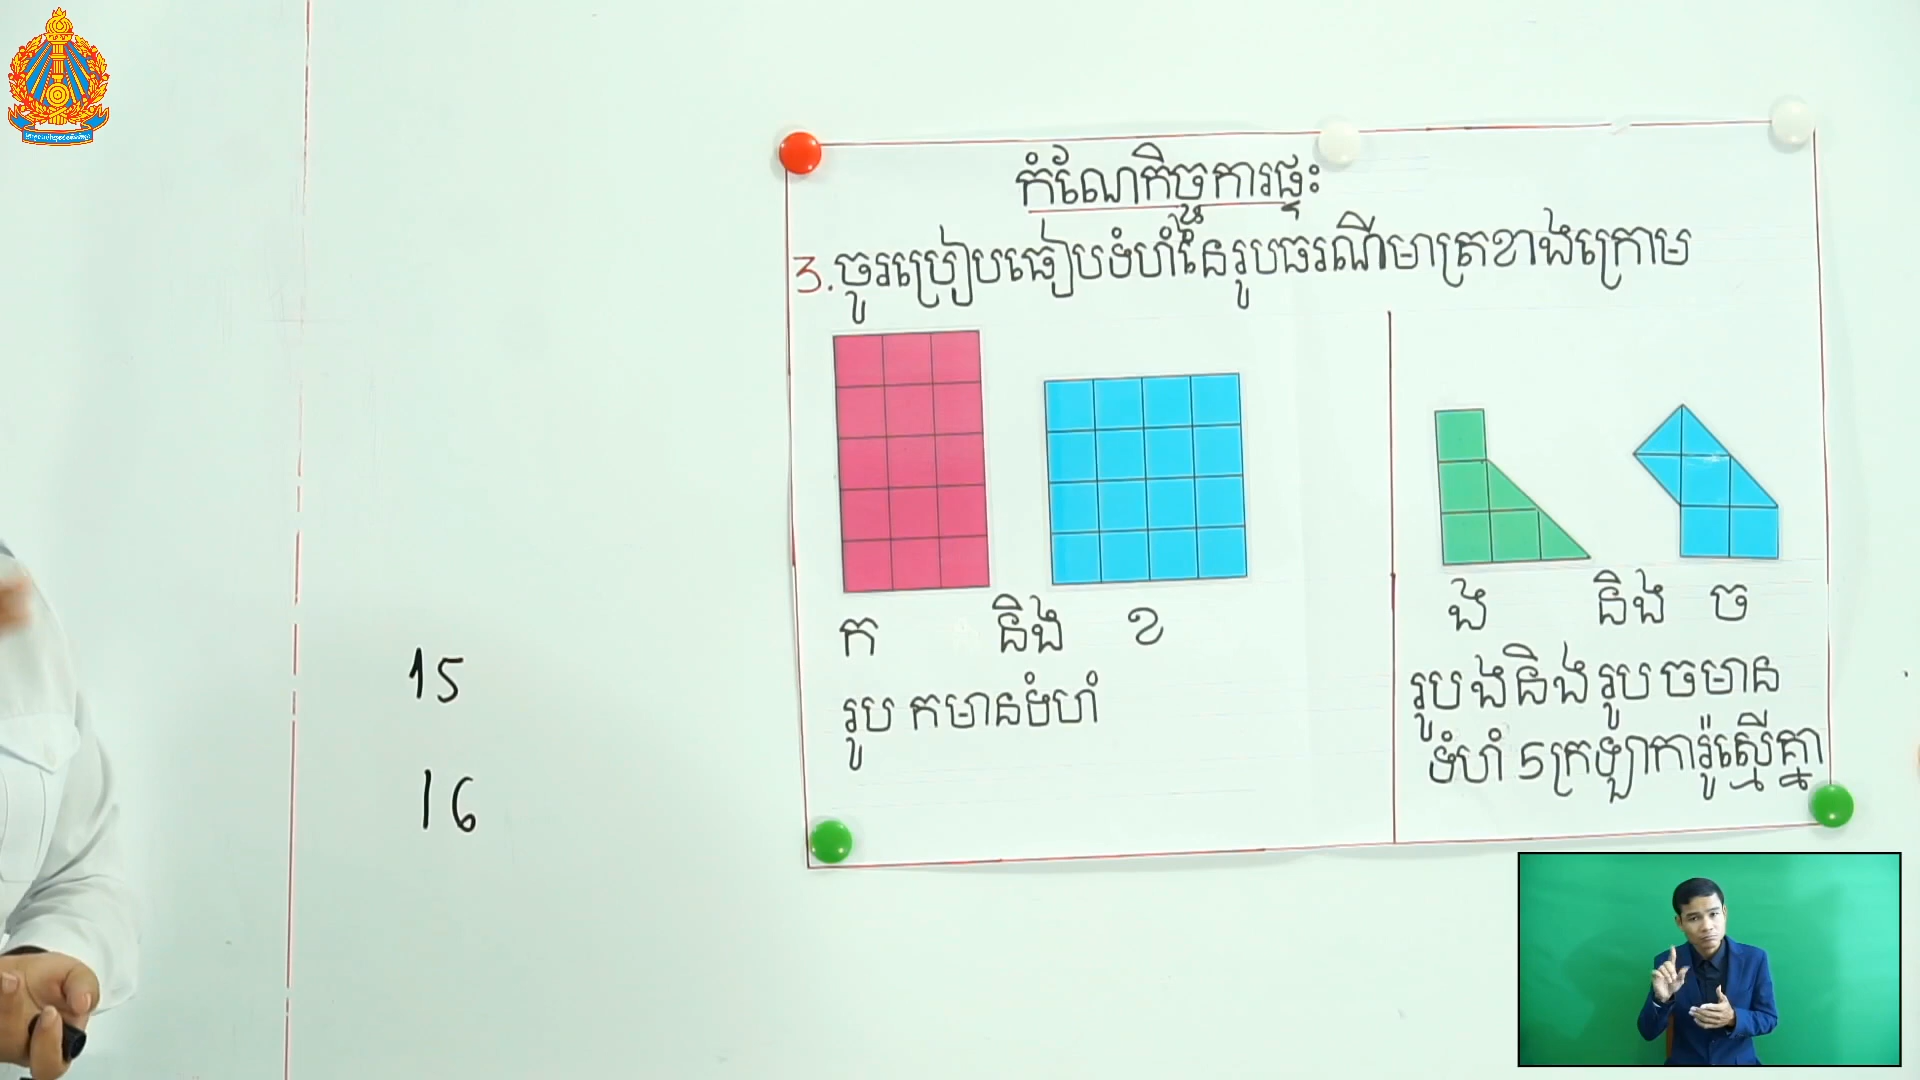 15
16
កំណែកិច្ចការផ្ទះ
3. ចូរប្រៀបធៀបទំហំនៃរូបធរណីមាត្រខាងក្រោម
ក និង ខ
រូប កមានទំហំ
ង និង ច
រូប ងនិង រូប ចមាន
ទំហំ 5ក្រឡាការ៉ូស្មើគ្នា